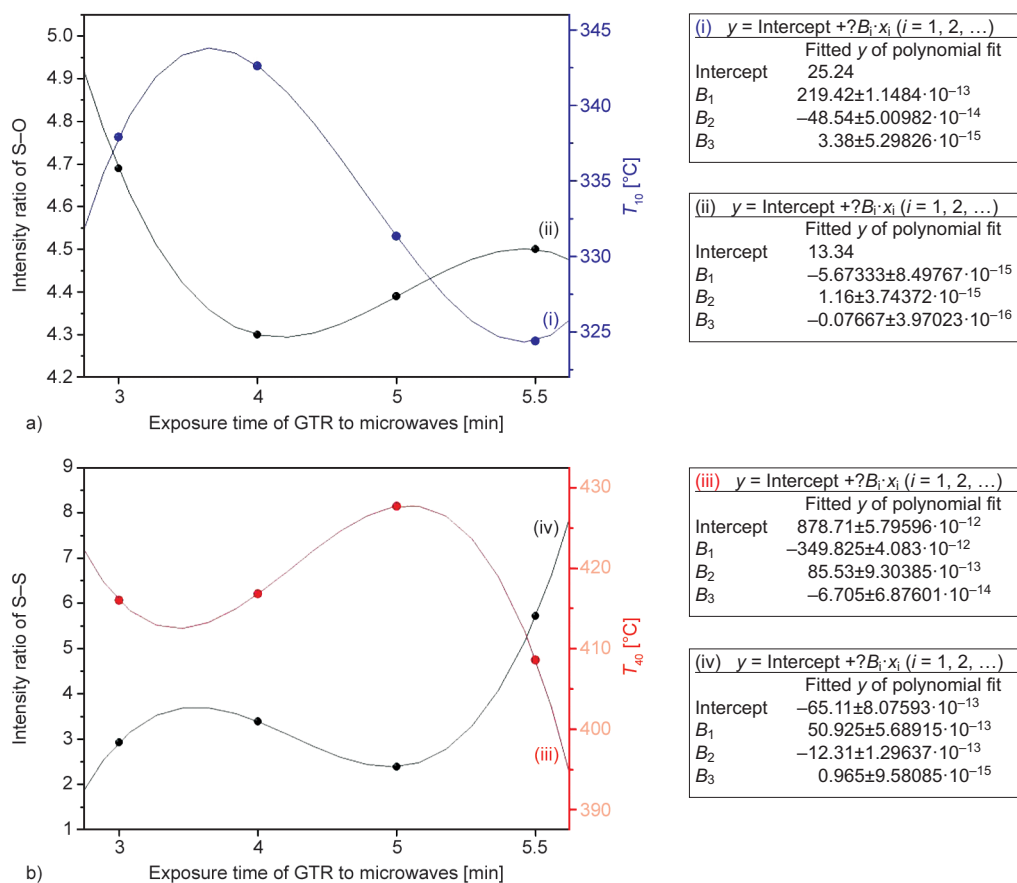 5.0
4.9
4.8
4.7
4.6
4.5
4.4
4.3
4.2
Intensity ratio of S–O
345
340
335
330
325
T10 [°C]
(ii)
(i)
3 4 5 5.5
a) Exposure time of GTR to microwaves [min]
(i) y = Intercept +?Bi·xi (i = 1, 2, …)
Fitted y of polynomial fit
Intercept 25.24
B1 219.42±1.1484·10–13
B2 –48.54±5.00982·10–14
B3 3.38±5.29826·10–15
(ii) y = Intercept +?Bi·xi (i = 1, 2, …)
Fitted y of polynomial fit
Intercept 13.34
B1 –5.67333±8.49767·10–15
B2 1.16±3.74372·10–15
B3 –0.07667±3.97023·10–16
9
8
7
6
5
4
3
2
1
Intensity ratio of S–S
430
420
410
400
390
T40 [°C]
(iv)
(iii)
3 4 5 5.5
b) Exposure time of GTR to microwaves [min]
(iii) y = Intercept +?Bi·xi (i = 1, 2, …)
Fitted y of polynomial fit
Intercept 878.71±5.79596·10–12
B1 –349.825±4.083·10–12
B2 85.53±9.30385·10–13
B3 –6.705±6.87601·10–14
(iv) y = Intercept +?Bi·xi (i = 1, 2, …)
Fitted y of polynomial fit
Intercept –65.11±8.07593·10–13
B1 50.925±5.68915·10–13
B2 –12.31±1.29637·10–13
B3 0.965±9.58085·10–15